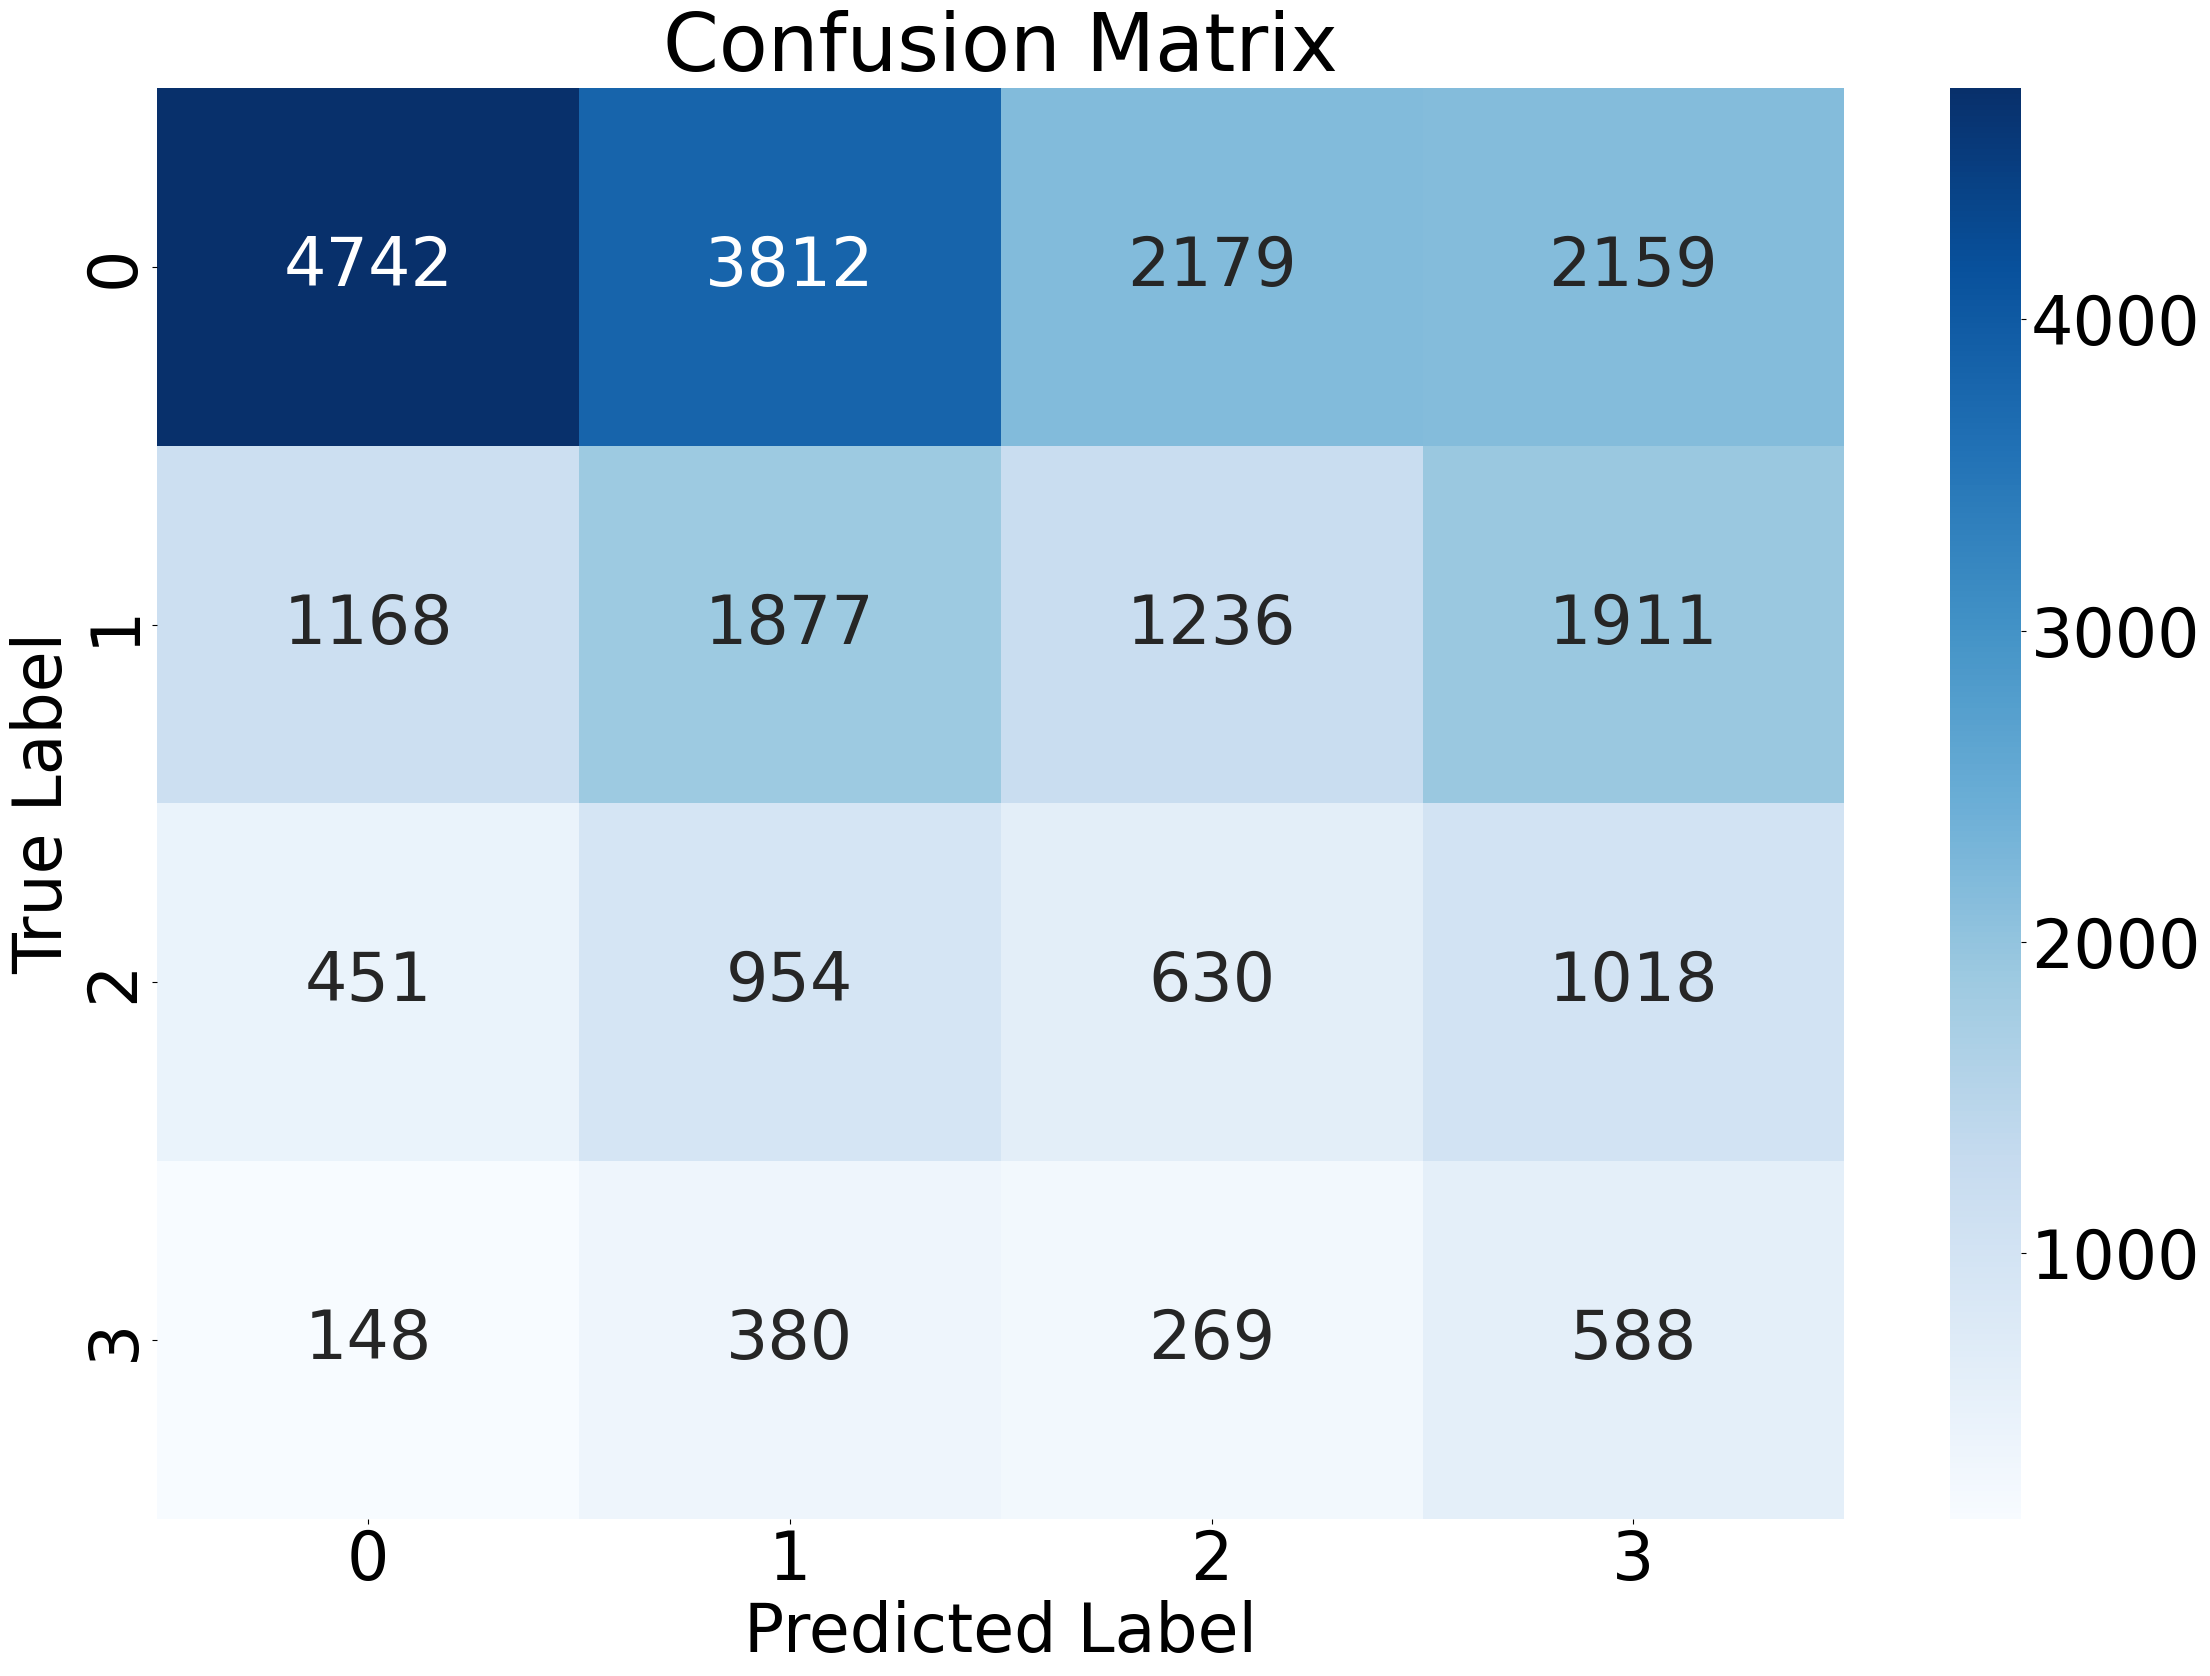 Confusion Matrix
True Label
0 4742 3812 2179 2159
1 1168 1877 1236 1911
2 451 954 630 1018
3 148 380 269 588
0 1 2 3
Predicted Label
4000
3000
2000
1000